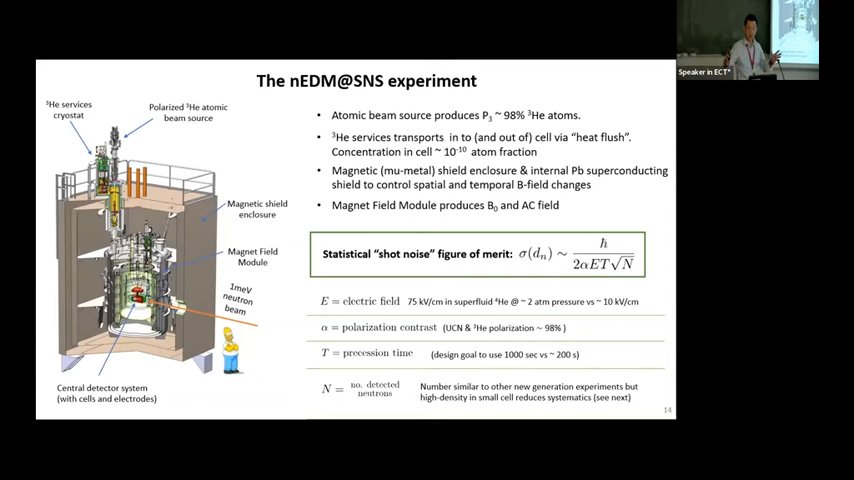 The nEDM@SNS experiment
³He services
cryostat
Polarized ³He atomic
beam source
Magnetic shield
enclosure
Magnet Field
Module
1meV
neutron
beam
Central detector system
(with cells and electrodes)
• Atomic beam source produces P₃ ~ 98% ³He atoms.
• ³He services transports in to (and out of) cell via “heat flush”.
Concentration in cell ~ 10⁻¹⁰ atom fraction
• Magnetic (mu-metal) shield enclosure & internal Pb superconducting
shield to control spatial and temporal B-field changes
• Magnet Field Module produces B₀ and AC field
Statistical “shot noise” figure of merit: σ(dₙ) ~ ħ / 2αET√N
E = electric field 75 kV/cm in superfluid ⁴He @ ~ 2 atm pressure vs ~ 10 kV/cm
α = polarization contrast (UCN & ³He polarization ~ 98% )
T = precession time (design goal to use 1000 sec vs ~ 200 s)
N = no. detected neutrons Number similar to other new generation experiments but
high-density in small cell reduces systematics (see next)
14
Speaker in ECT*